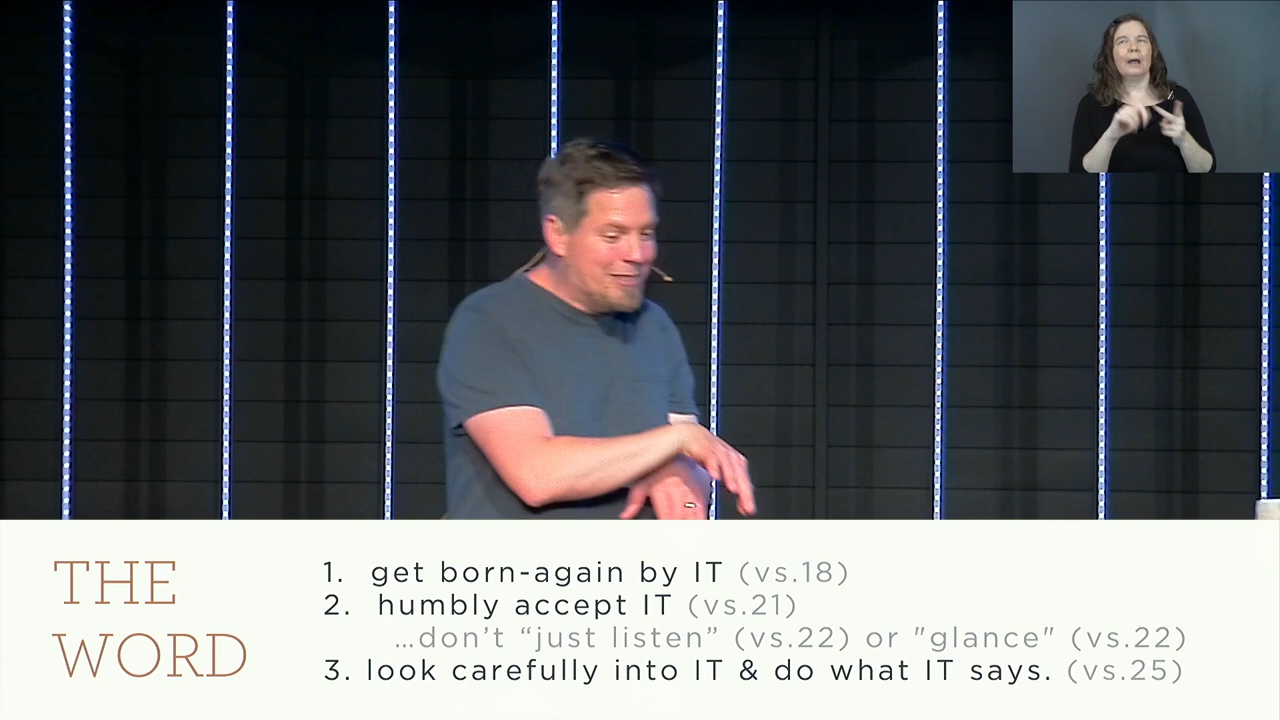 THE
WORD
1. get born-again by IT (vs.18)
2. humbly accept IT (vs.21)
...don’t “just listen” (vs.22) or "glance" (vs.22)
3. look carefully into IT & do what IT says. (vs.25)